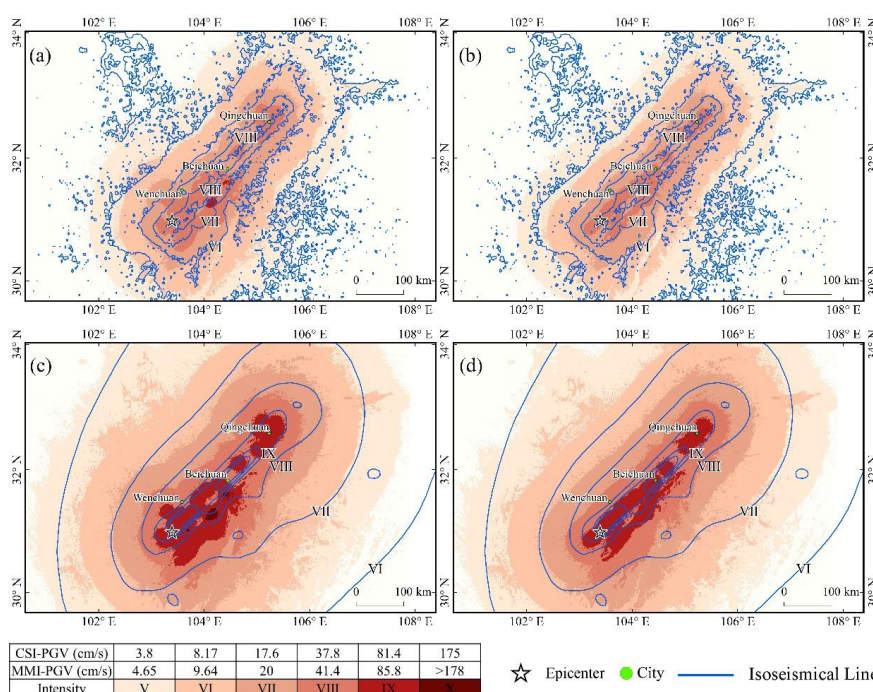 102° E 104° E 106° E 108° E 102° E 104° E 106° E 108° E
34° N
(a)
Qingchuan
VIII
32° N
Beichuan
VIII
Wenchuan
VII
VI
30° N
0 100 km
(b)
Qingchuan
VIII
32° N
Beichuan
VIII
Wenchuan
VII
VI
30° N
0 100 km
34° N
102° E 104° E 106° E 108° E 102° E 104° E 106° E 108° E
34° N
(c)
Qingchuan
IX
VIII
32° N
Beichuan
Wenchuan
VII
VI
30° N
0 100 km
(d)
Qingchuan
IX
VIII
32° N
Beichuan
Wenchuan
VII
VI
30° N
0 100 km
34° N
102° E 104° E 106° E 108° E 102° E 104° E 106° E 108° E
CSI-PGV (cm/s) 3.8 8.17 17.6 37.8 81.4 175
MMI-PGV (cm/s) 4.65 9.64 20 41.4 85.8 >178
Intensity V VI VII VIII IX X
Epicenter City Isoseismical Line